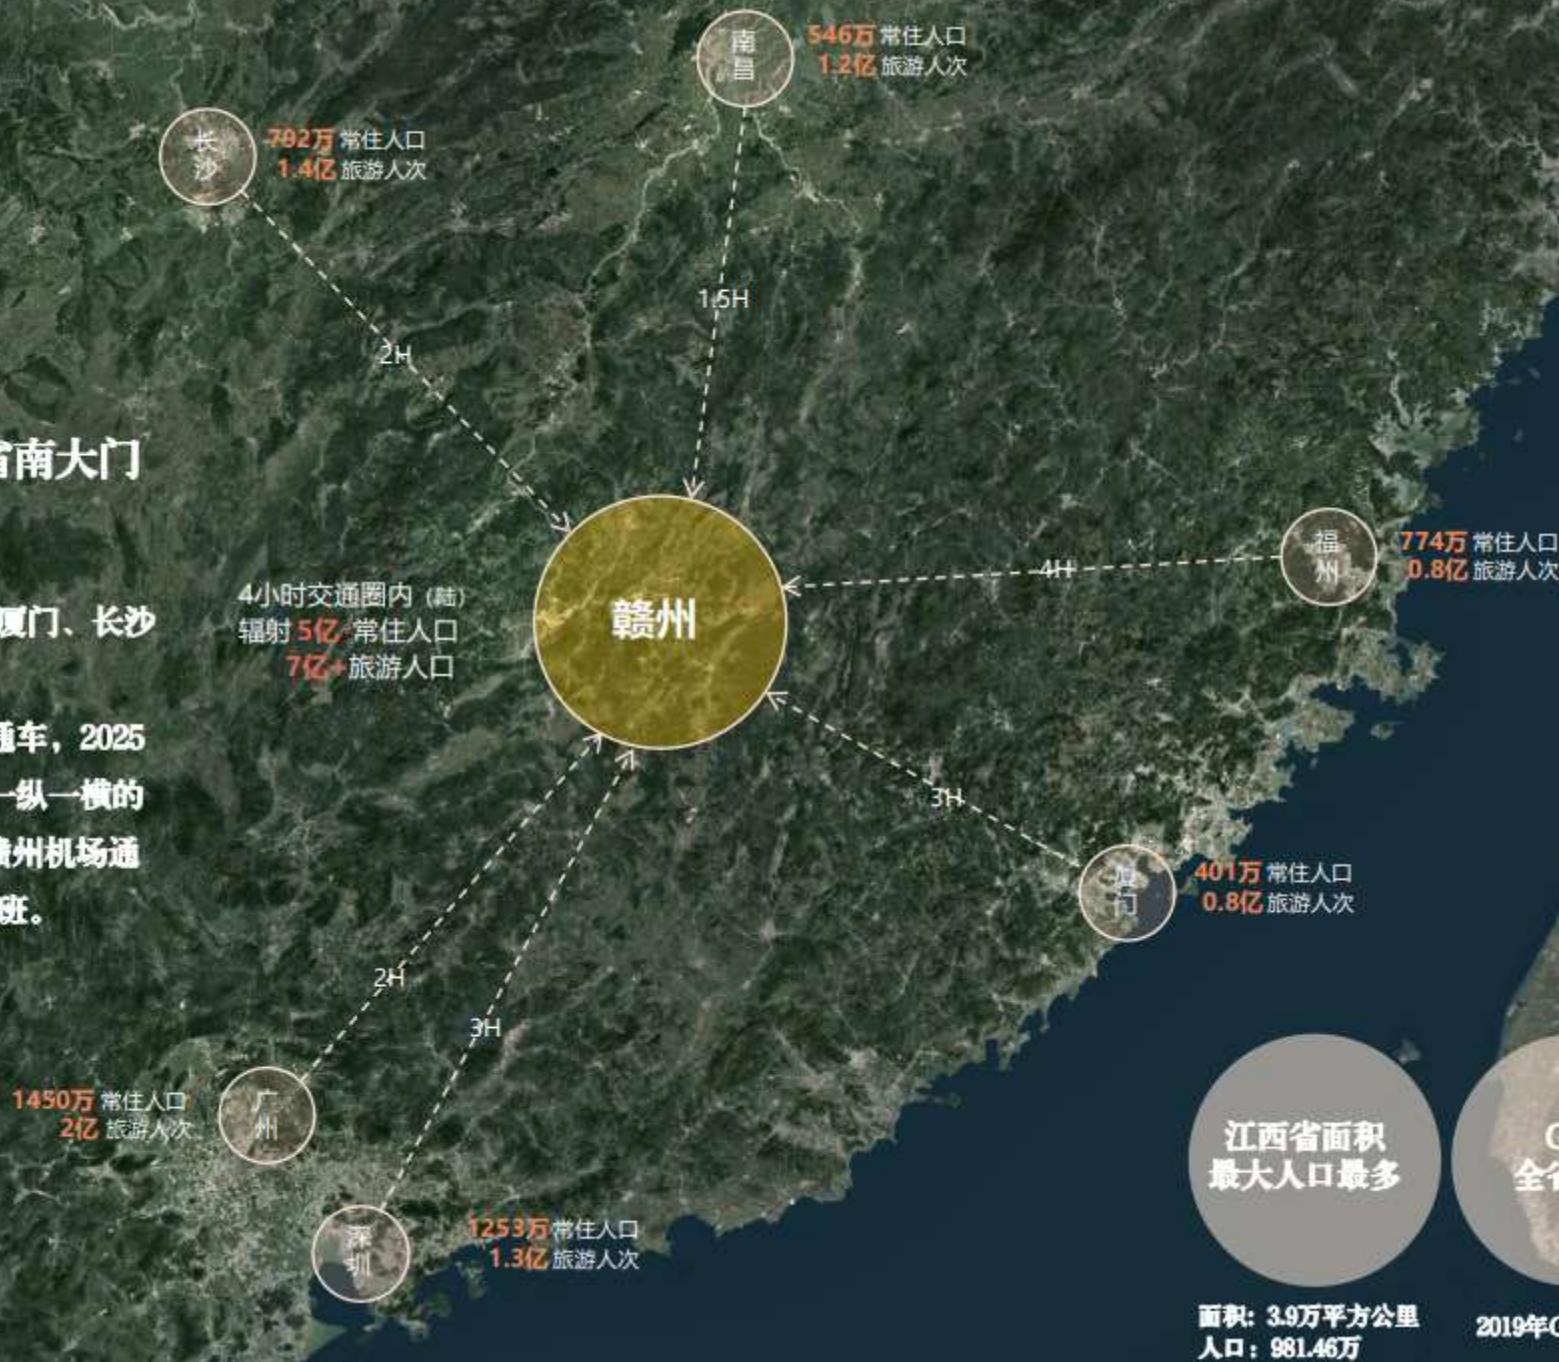 南
昌
546万 常住人口
1.2亿 旅游人次
长
沙
792万 常住人口
1.4亿 旅游人次
1.5H
2H
省南大门
福
州
774万 常住人口
0.8亿 旅游人次
4H
4小时交通圈内（陆）
辐射 5亿+常住人口
7亿+旅游人口
赣州
厦门、长沙
通车，2025
一纵一横的
赣州机场通
班。
3H
厦
门
401万 常住人口
0.8亿 旅游人次
2H
3H
1450万 常住人口
2亿 旅游人次
广
州
深
圳
1253万 常住人口
1.3亿 旅游人次
江西省面积
最大人口最多
全省
面积: 3.9万平方公里
人口: 981.46万
2019年